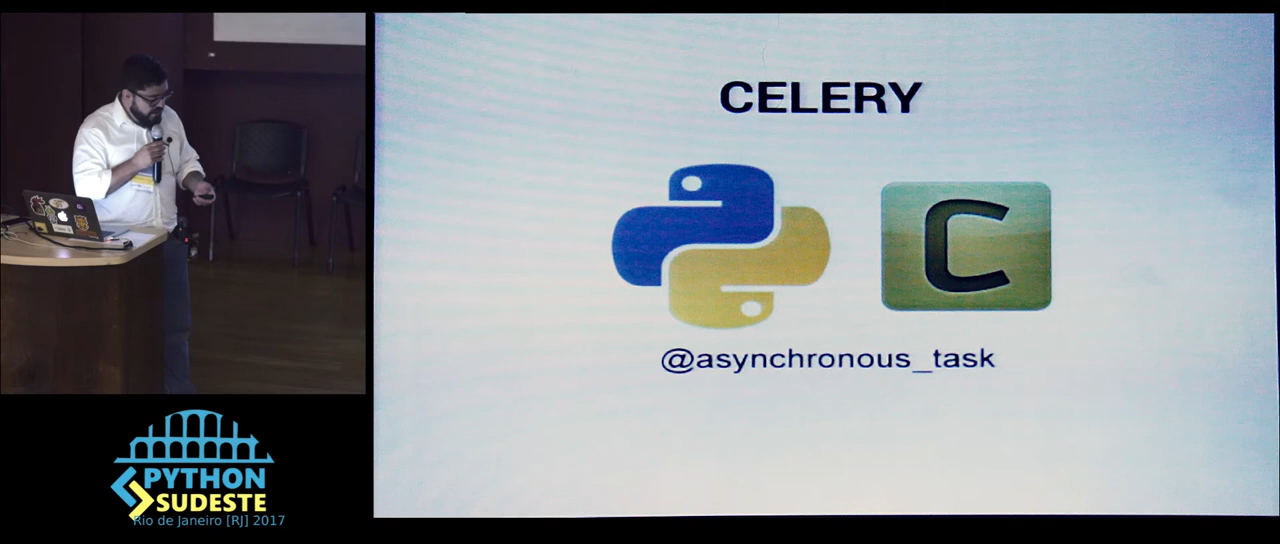 CELERY
C
@asynchronous_task
PYTHON
SUDESTE
Rio de Janeiro [RJ] 2017